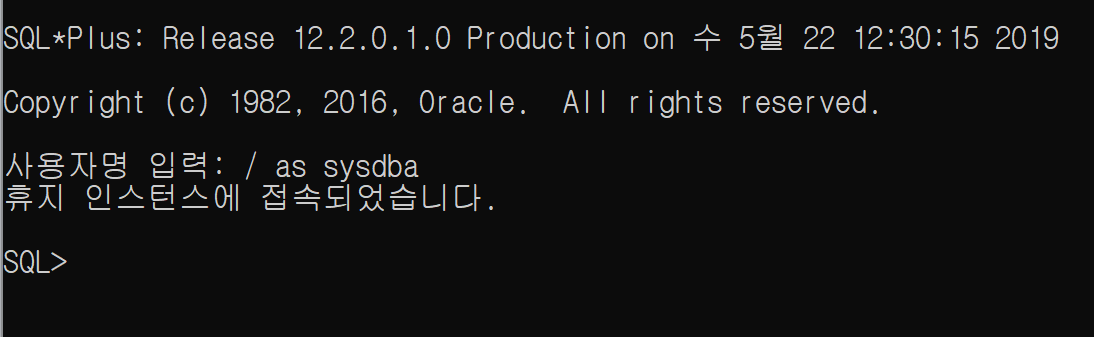 SQL*Plus: Release 12.2.0.1.0 Production on 수 5월 22 12:30:15 2019
Copyright (c) 1982, 2016, Oracle.  All rights reserved.
사용자명 입력: / as sysdba
휴지 인스턴스에 접속되었습니다.
SQL>